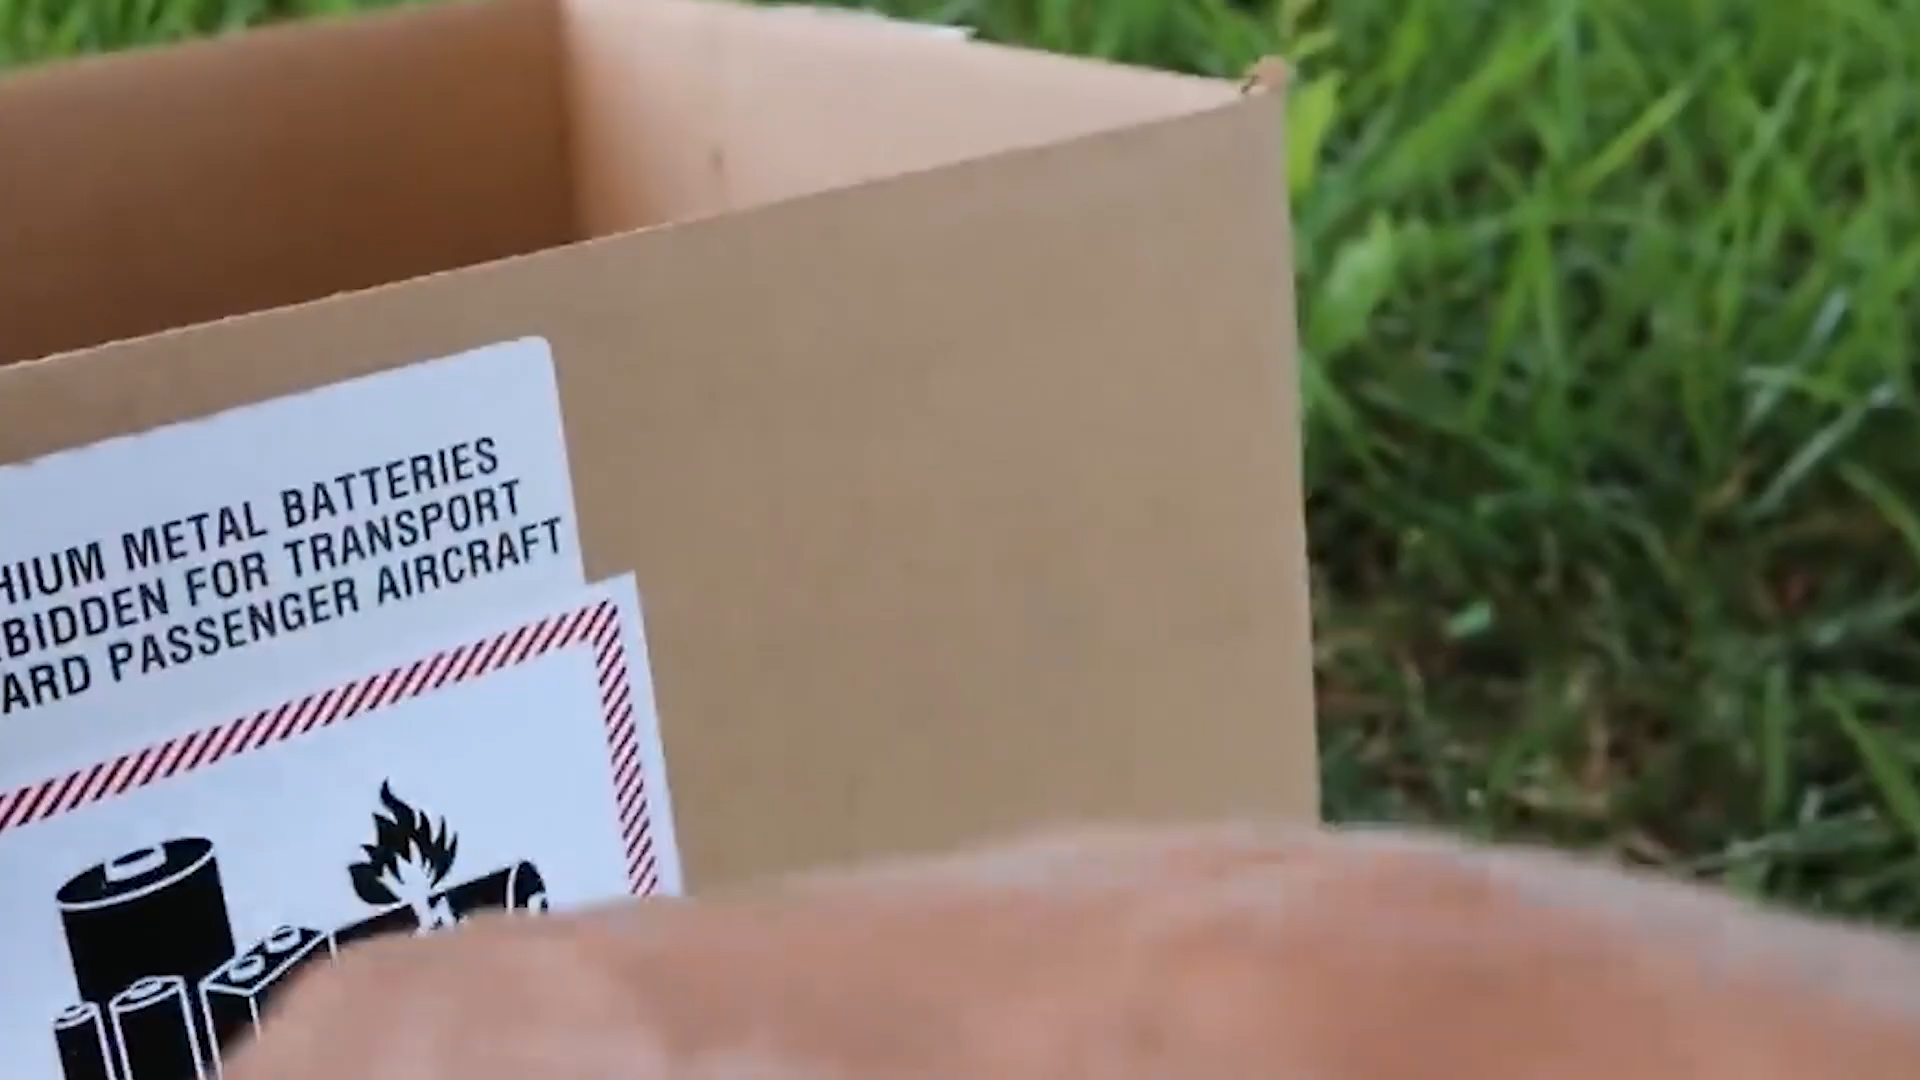 HIUM METAL BATTERIES
BIDDEN FOR TRANSPORT
ARD PASSENGER AIRCRAFT